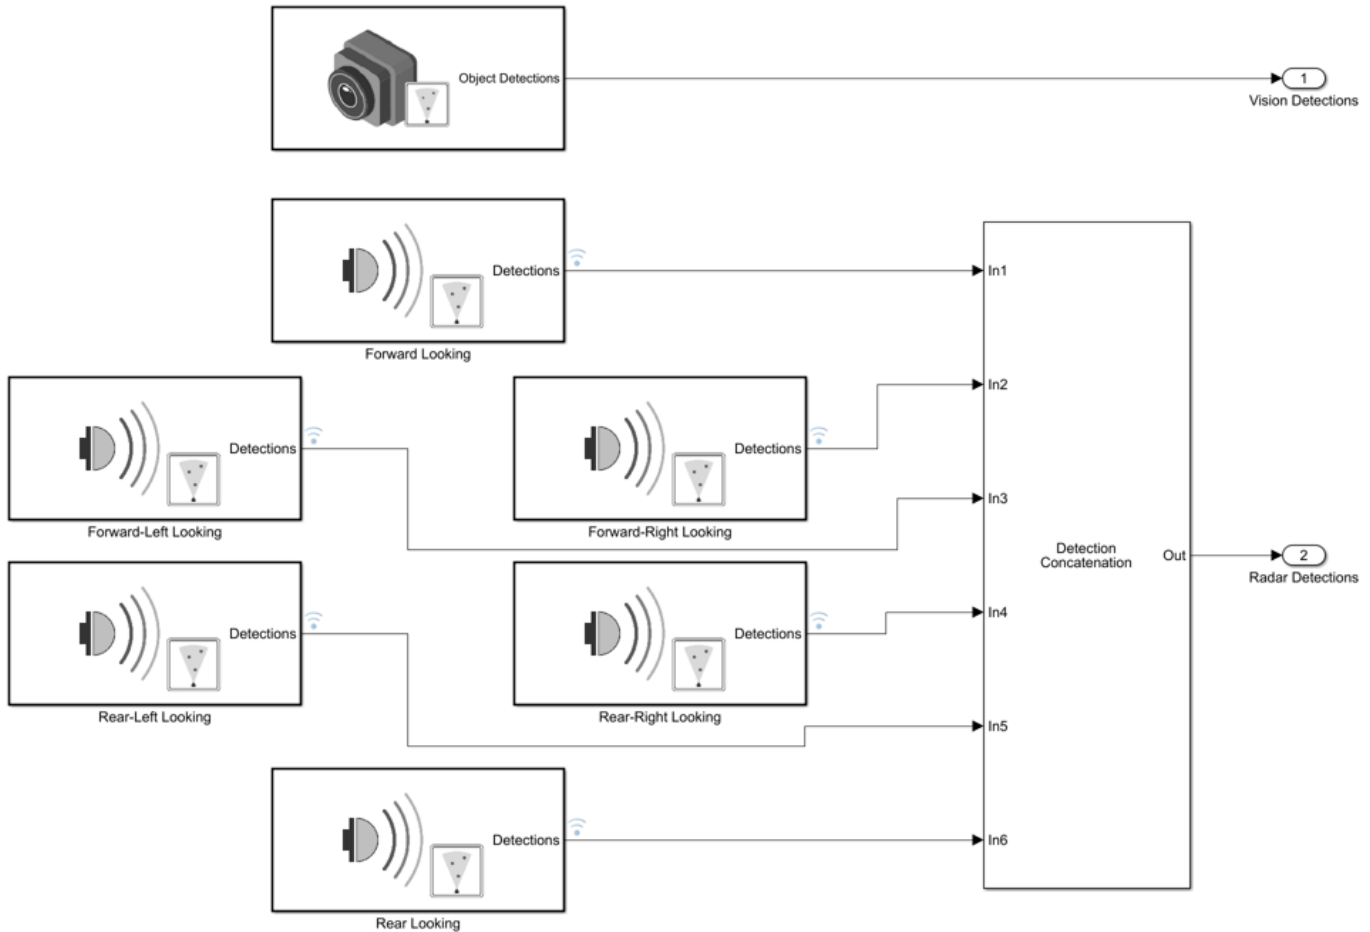 Object Detections
1
Vision Detections
Detections
Forward Looking
In1
Detections
Forward-Left Looking
Detections
Forward-Right Looking
In2
In3
Detection
Concatenation
Out
2
Radar Detections
Detections
Rear-Left Looking
Detections
Rear-Right Looking
In4
In5
Detections
Rear Looking
In6